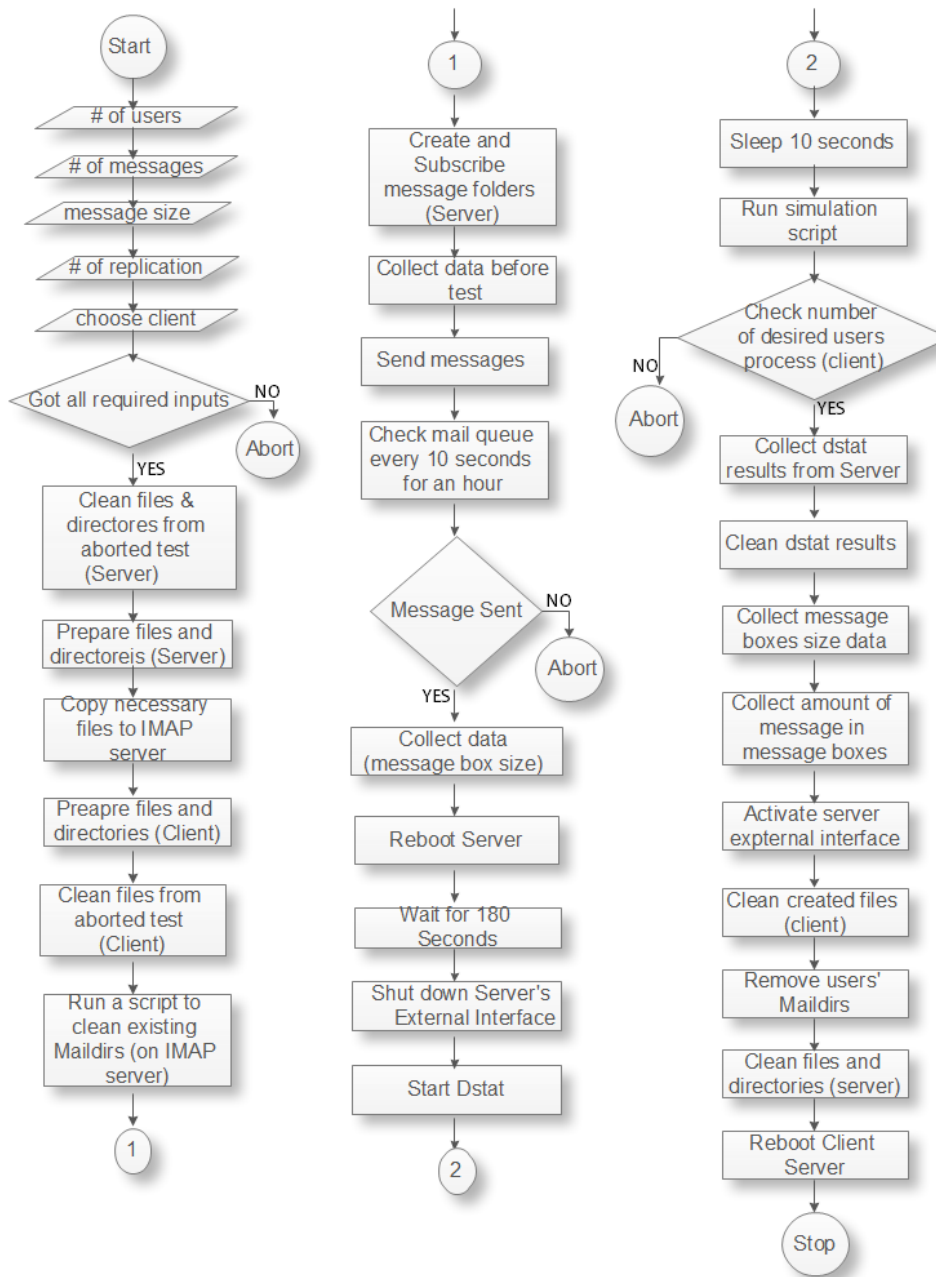 Start
# of users
# of messages
message size
# of replication
choose client
Got all required inputs
NO
Abort
YES
Clean files &
directores from
aborted test
(Server)
Prepare files and
directoreis (Server)
Copy necessary
files to IMAP
server
Preapre files and
directories (Client)
Clean files from
aborted test
(Client)
Run a script to
clean existing
Maildirs (on IMAP
server)
1
1
Create and
Subscribe
message folders
(Server)
Collect data before
test
Send messages
Check mail queue
every 10 seconds
for an hour
Message Sent
NO
Abort
YES
Collect data
(message box size)
Reboot Server
Wait for 180
Seconds
Shut down Server's
External Interface
Start Dstat
2
2
Sleep 10 seconds
Run simulation
script
Check number
of desired users
process (client)
NO
Abort
YES
Collect dstat
results from Server
Clean dstat results
Collect message
boxes size data
Collect amount of
message in
message boxes
Activate server
expternal interface
Clean created files
(client)
Remove users'
Maildirs
Clean files and
directories (server)
Reboot Client
Server
Stop